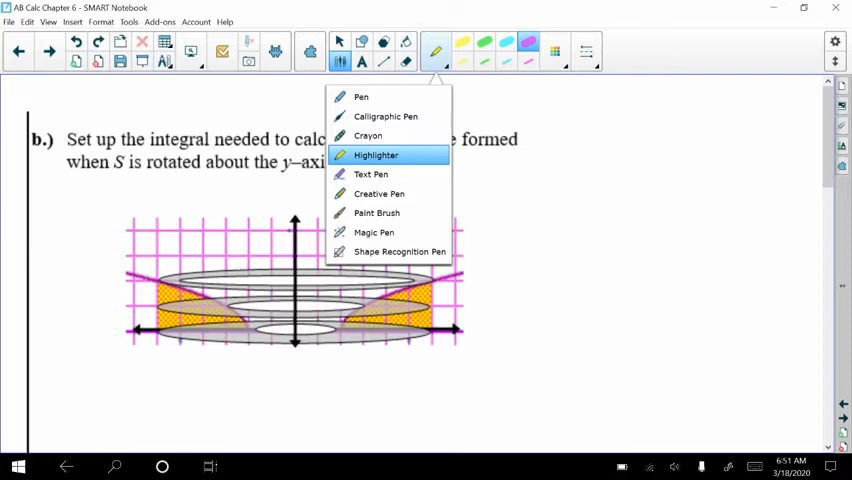 AB Calc Chapter 6 - SMART Notebook
File Edit View Insert Format Tools Add-ons Account Help
Pen
Calligraphic Pen
Crayon
Highlighter
Text Pen
Creative Pen
Paint Brush
Magic Pen
Shape Recognition Pen
b.) Set up the integral needed to calc e formed
when S is rotated about the y–axi
6:51 AM
3/18/2020